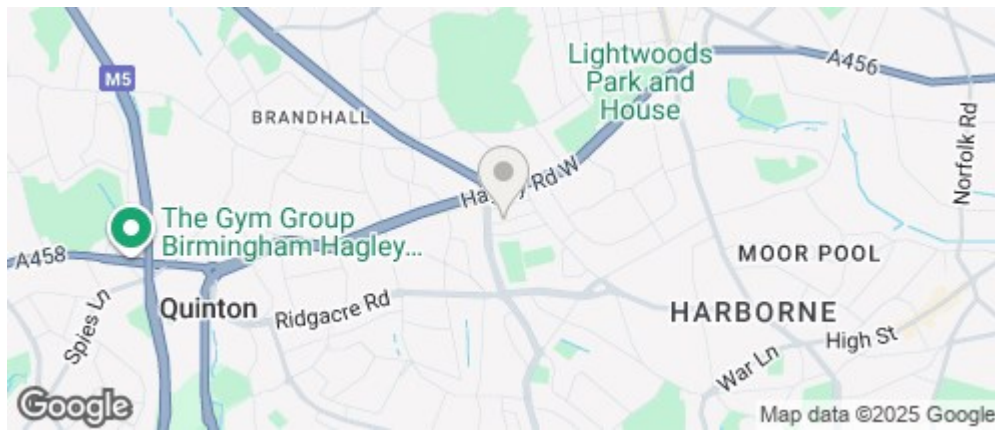 Lightwoods
Park and
House
A456
M5
BRANDHALL
Norfolk Rd
Hagley Rd W
The Gym Group
Birmingham Hagley...
A458
MOOR POOL
Quinton
Ridgacre Rd
HARBORNE
Spies Ln
High St
War Ln
Google
Map data ©2025 Google